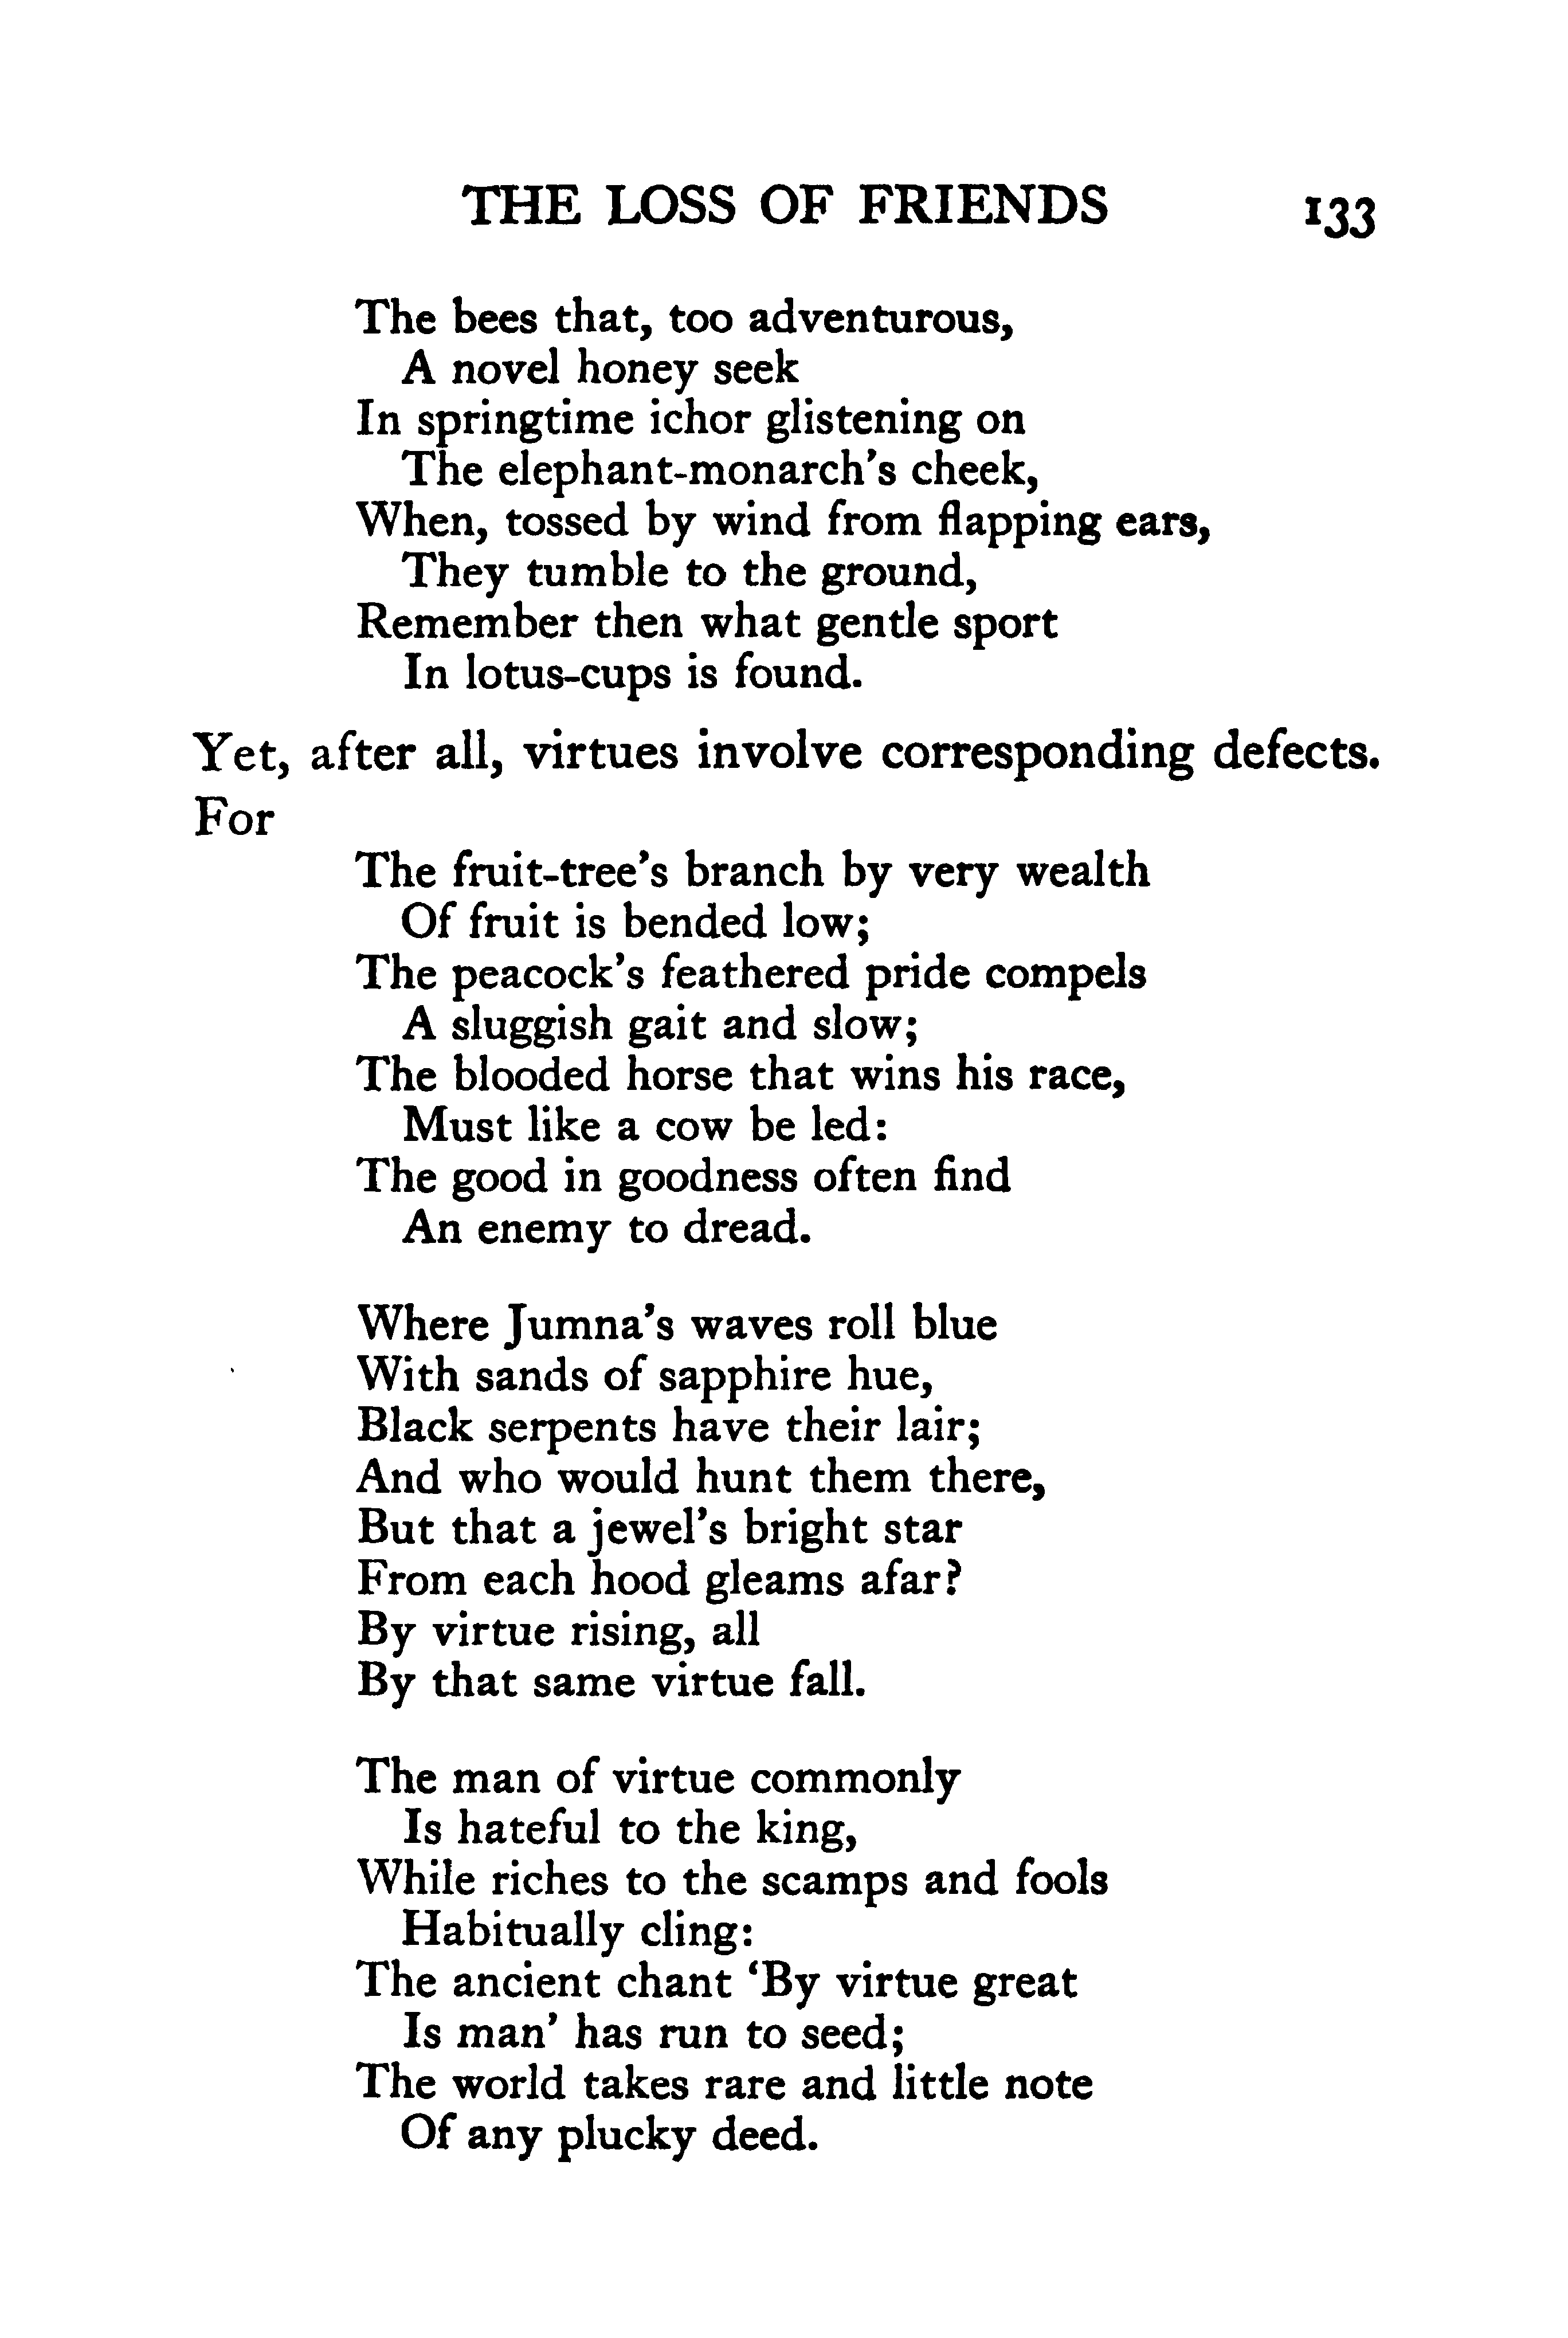 THE LOSS OF FRIENDS 133
The bees that, too adventurous,
A novel honey seek
In springtime ichor glistening on
The elephant-monarch's cheek,
When, tossed by wind from flapping ears,
They tumble to the ground,
Remember then what gentle sport
In lotus-cups is found.
Yet, after all, virtues involve corresponding defects.
For
The fruit-tree's branch by very wealth
Of fruit is bended low;
The peacock's feathered pride compels
A sluggish gait and slow;
The blooded horse that wins his race,
Must like a cow be led:
The good in goodness often find
An enemy to dread.
Where Jumna's waves roll blue
With sands of sapphire hue,
Black serpents have their lair;
And who would hunt them there,
But that a jewel's bright star
From each hood gleams afar?
By virtue rising, all
By that same virtue fall.
The man of virtue commonly
Is hateful to the king,
While riches to the scamps and fools
Habitually cling:
The ancient chant ‘By virtue great
Is man’ has run to seed;
The world takes rare and little note
Of any plucky deed.